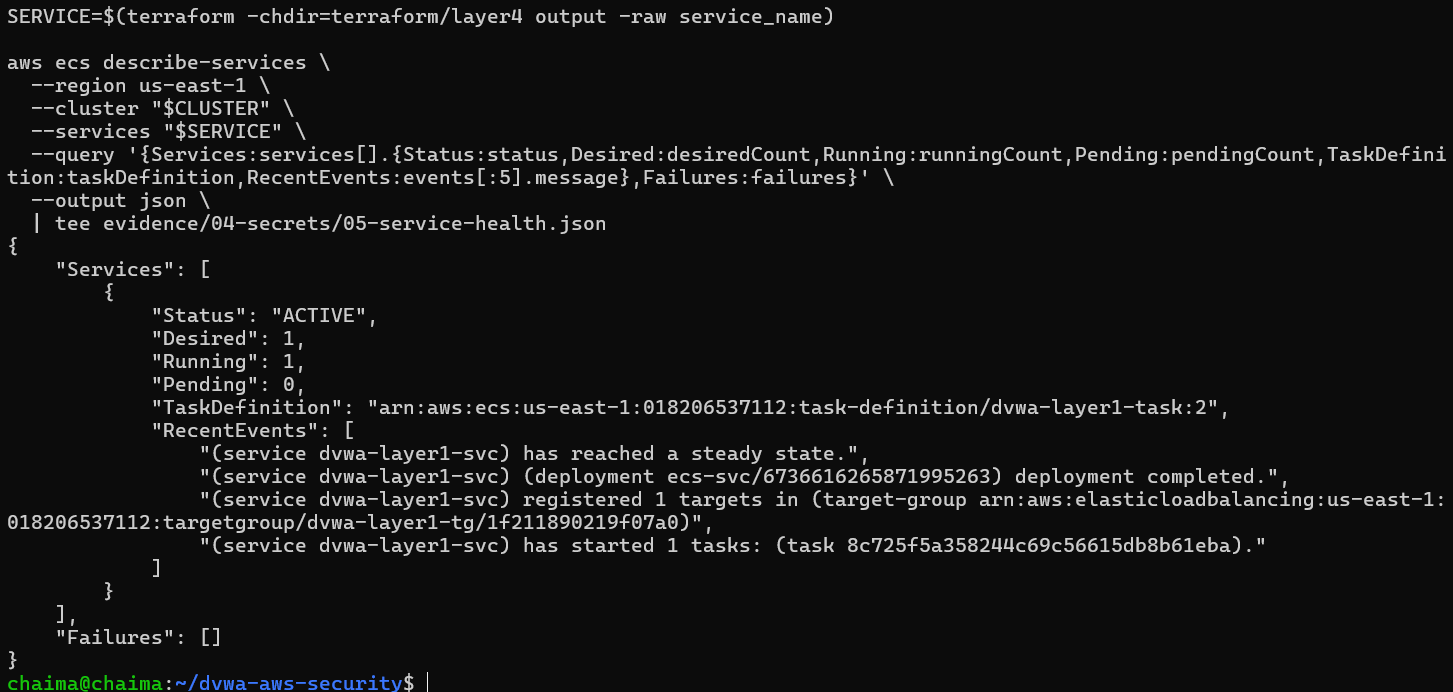 SERVICE=$(terraform -chdir=terraform/layer4 output -raw service_name)
aws ecs describe-services \
  --region us-east-1 \
  --cluster "$CLUSTER" \
  --services "$SERVICE" \
  --query '{Services:services[].{Status:status,Desired:desiredCount,Running:runningCount,Pending:pendingCount,TaskDefini
tion:taskDefinition,RecentEvents:events[:5].message},Failures:failures}' \
  --output json \
  | tee evidence/04-secrets/05-service-health.json
{
    "Services": [
        {
            "Status": "ACTIVE",
            "Desired": 1,
            "Running": 1,
            "Pending": 0,
            "TaskDefinition": "arn:aws:ecs:us-east-1:018206537112:task-definition/dvwa-layer1-task:2",
            "RecentEvents": [
                "(service dvwa-layer1-svc) has reached a steady state.",
                "(service dvwa-layer1-svc) (deployment ecs-svc/6736616265871995263) deployment completed.",
                "(service dvwa-layer1-svc) registered 1 targets in (target-group arn:aws:elasticloadbalancing:us-east-1:
018206537112:targetgroup/dvwa-layer1-tg/1f211890219f07a0)",
                "(service dvwa-layer1-svc) has started 1 tasks: (task 8c725f5a358244c69c56615db8b61eba)."
            ]
        }
    ],
    "Failures": []
}
chaima@chaima:~/dvwa-aws-security$